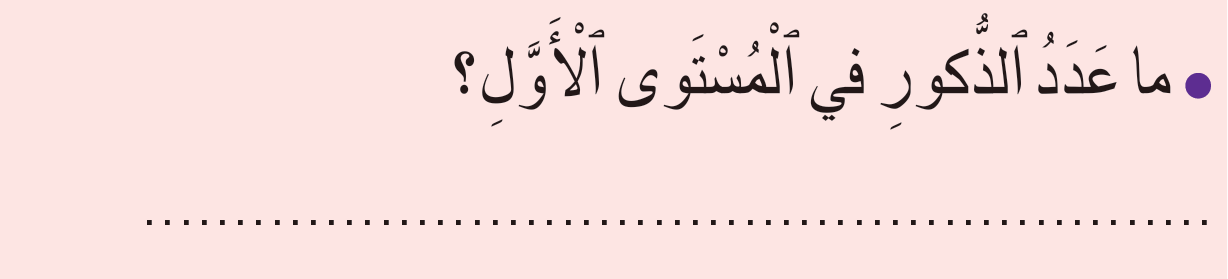 ● ما عَدَدُ ٱلذُّكورِ في ٱلْمُسْتَوى ٱلْأَوَّلِ؟
..........................................................